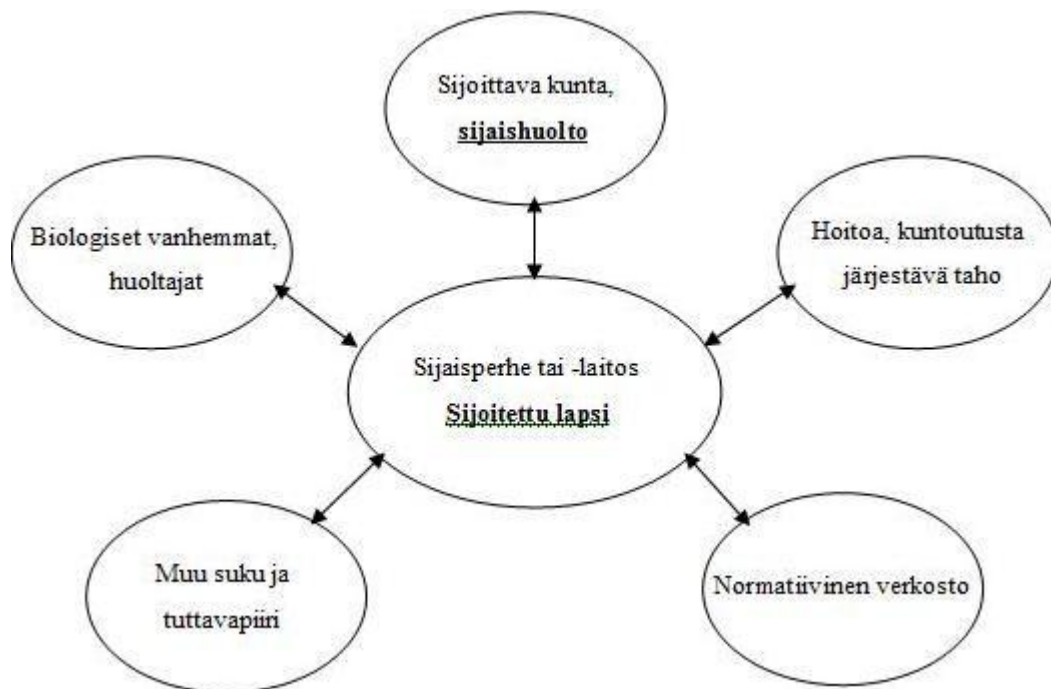 Sijoittava kunta,
sijaishuolto
Biologiset vanhemmat,
huoltajat
Hoitoa, kuntoutusta
järjestävä taho
Sijaisperhe tai -laitos
Sijoitettu lapsi
Muu suku ja
tuttavapiiri
Normatiivinen verkosto